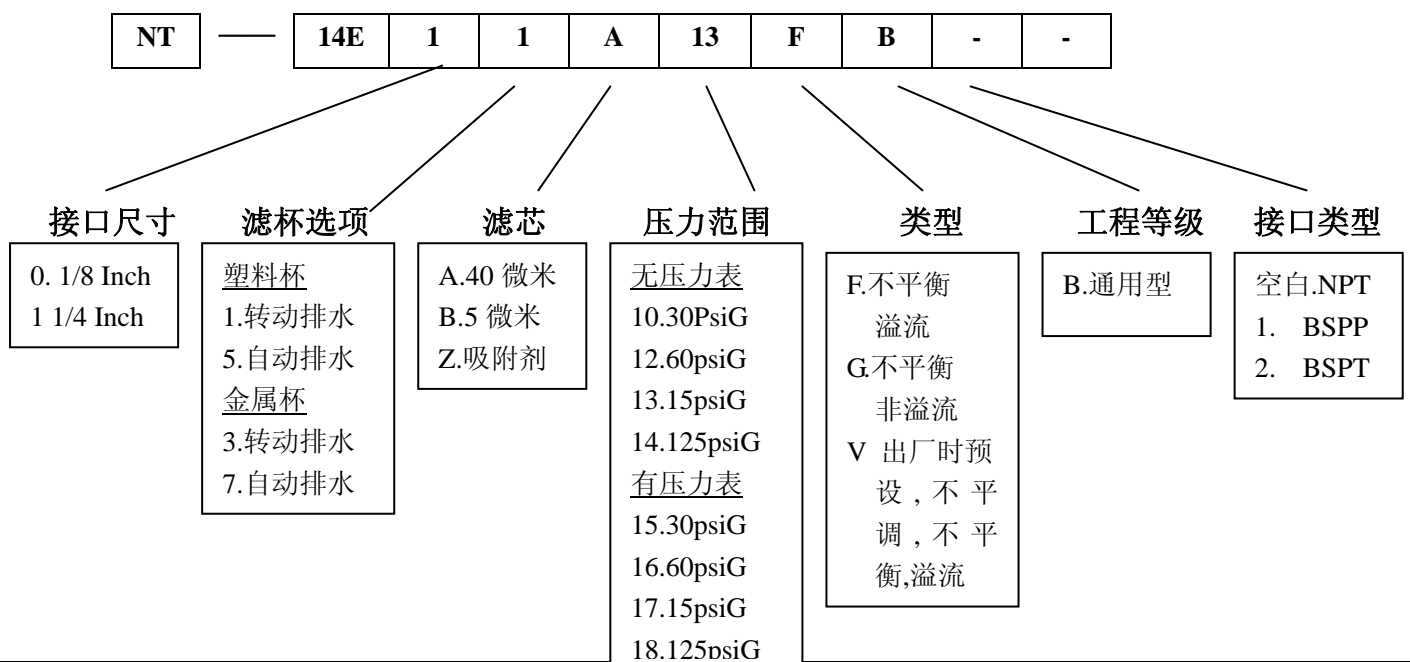 NT — 14E 1 1 A 13 F B - -
接口尺寸 滤杯选项 滤芯 压力范围 类型 工程等级 接口类型
0. 1/8 Inch
1 1/4 Inch
塑料杯
1.转动排水
5.自动排水
金属杯
3.转动排水
7.自动排水
A.40 微米
B.5 微米
Z.吸附剂
无压力表
10.30PsiG
12.60psiG
13.15psiG
14.125psiG
有压力表
15.30psiG
16.60psiG
17.15psiG
18.125psiG
F.不平衡
溢流
G.不平衡
非溢流
V 出厂时预
设，不 平
调，不 平
衡,溢流
B.通用型
空白.NPT
1. BSPP
2. BSPT